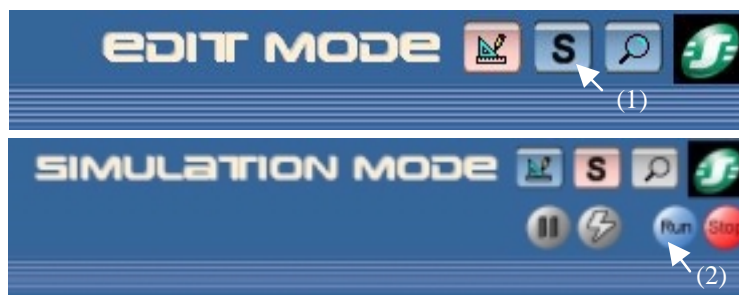 EDIT MODE S
(1)
SIMULATION MODE S
Run Stop
(2)